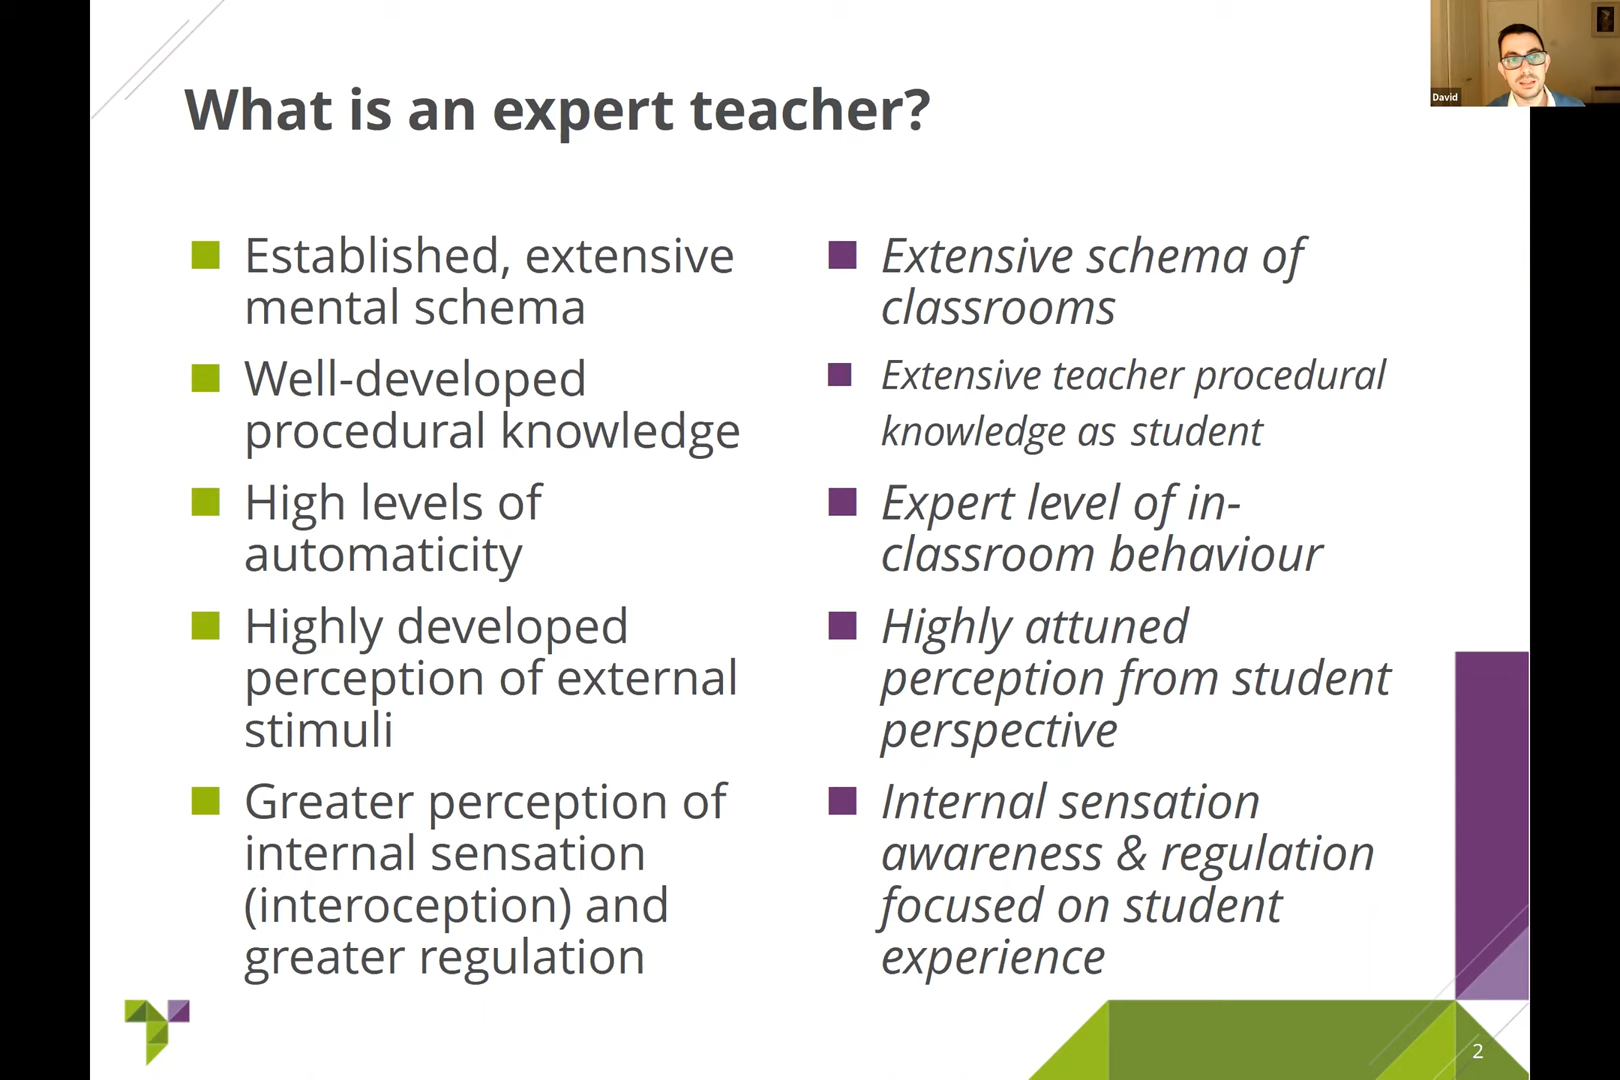 What is an expert teacher?
David
Established, extensive
mental schema
Well-developed
procedural knowledge
High levels of
automaticity
Highly developed
perception of external
stimuli
Greater perception of
internal sensation
(interoception) and
greater regulation
Extensive schema of
classrooms
Extensive teacher procedural
knowledge as student
Expert level of in-
classroom behaviour
Highly attuned
perception from student
perspective
Internal sensation
awareness & regulation
focused on student
experience
2